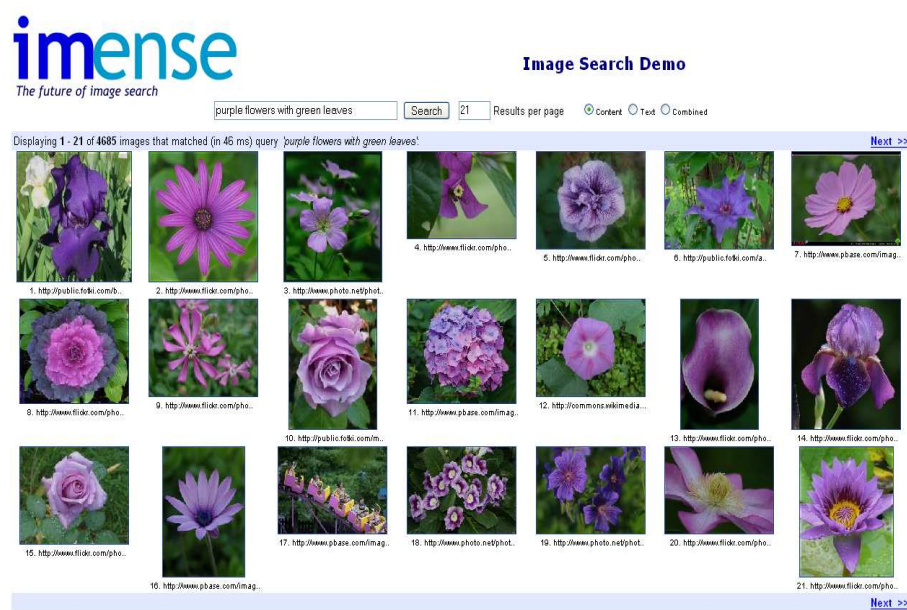 imense
The future of image search
Image Search Demo
purple flowers with green leaves Search 21 Results per page Content Text Combined
Displaying 1 - 21 of 4685 images that matched (in 46 ms) query 'purple flowers with green leaves'. Next >>
1. http://public.fotki.com/b..
2. http://www.flickr.com/pho..
3. http://www.photo.net/phot..
4. http://www.flickr.com/pho..
5. http://www.flickr.com/pho..
6. http://public.fotki.com/a..
7. http://www.pbase.com/imag..
8. http://www.flickr.com/pho..
9. http://www.flickr.com/pho..
10. http://public.fotki.com/m..
11. http://www.pbase.com/imag..
12. http://commons.wikimedia...
13. http://www.flickr.com/pho..
14. http://www.flickr.com/pho..
15. http://www.flickr.com/pho..
16. http://www.pbase.com/imag..
17. http://www.pbase.com/imag..
18. http://www.photo.net/phot..
19. http://www.photo.net/phot..
20. http://www.flickr.com/pho..
21. http://www.flickr.com/pho..
Next >>